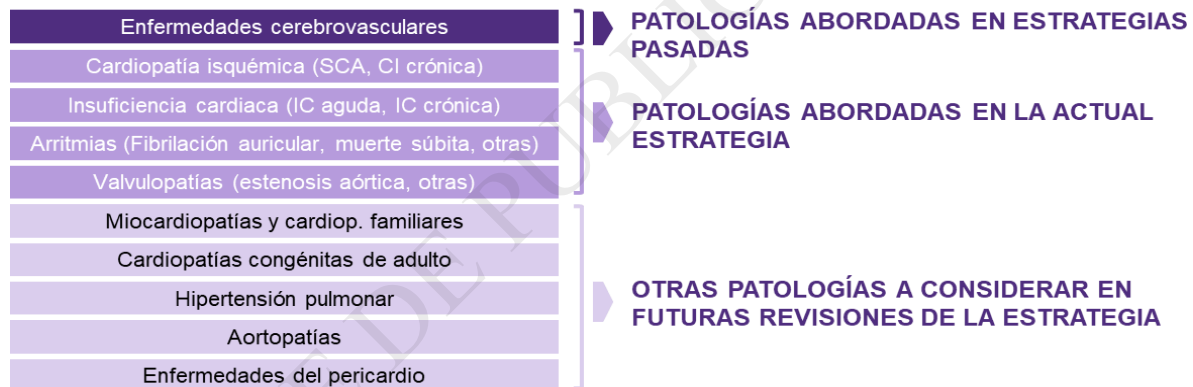 Enfermedades cerebrovasculares
PATOLOGÍAS ABORDADAS EN ESTRATEGIAS
PASADAS
Cardiopatía isquémica (SCA, CI crónica)
Insuficiencia cardiaca (IC aguda, IC crónica)
Arritmias (Fibrilación auricular, muerte súbita, otras)
Valvulopatías (estenosis aórtica, otras)
PATOLOGÍAS ABORDADAS EN LA ACTUAL
ESTRATEGIA
Miocardiopatías y cardiop. familiares
Cardiopatías congénitas de adulto
Hipertensión pulmonar
Aortopatías
Enfermedades del pericardio
OTRAS PATOLOGÍAS A CONSIDERAR EN
FUTURAS REVISIONES DE LA ESTRATEGIA